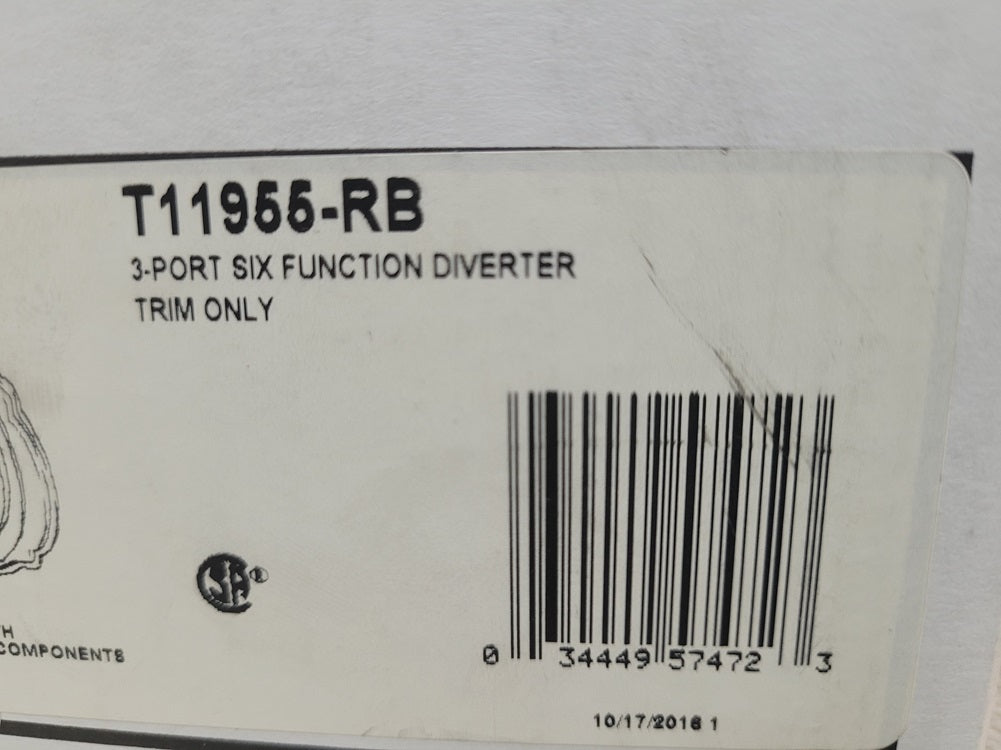 T11955-RB
3-PORT SIX FUNCTION DIVERTER
TRIM ONLY
COMPONENTS
0 34449 57472 3
10/17/2016 1